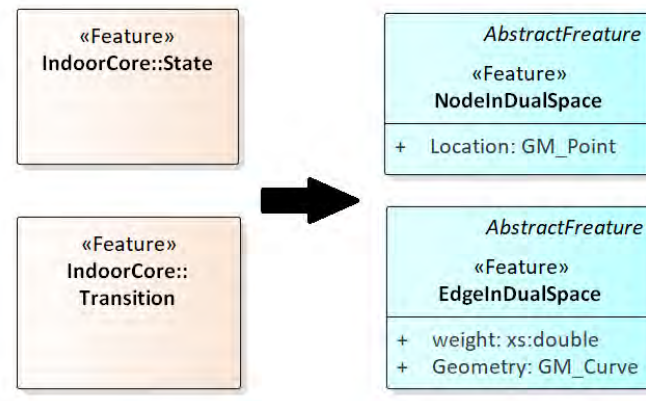 «Feature»
IndoorCore::State
AbstractFreature
«Feature»
NodeInDualSpace
+ Location: GM_Point
«Feature»
IndoorCore::
Transition
AbstractFreature
«Feature»
EdgeInDualSpace
+ weight: xs:double
+ Geometry: GM_Curve